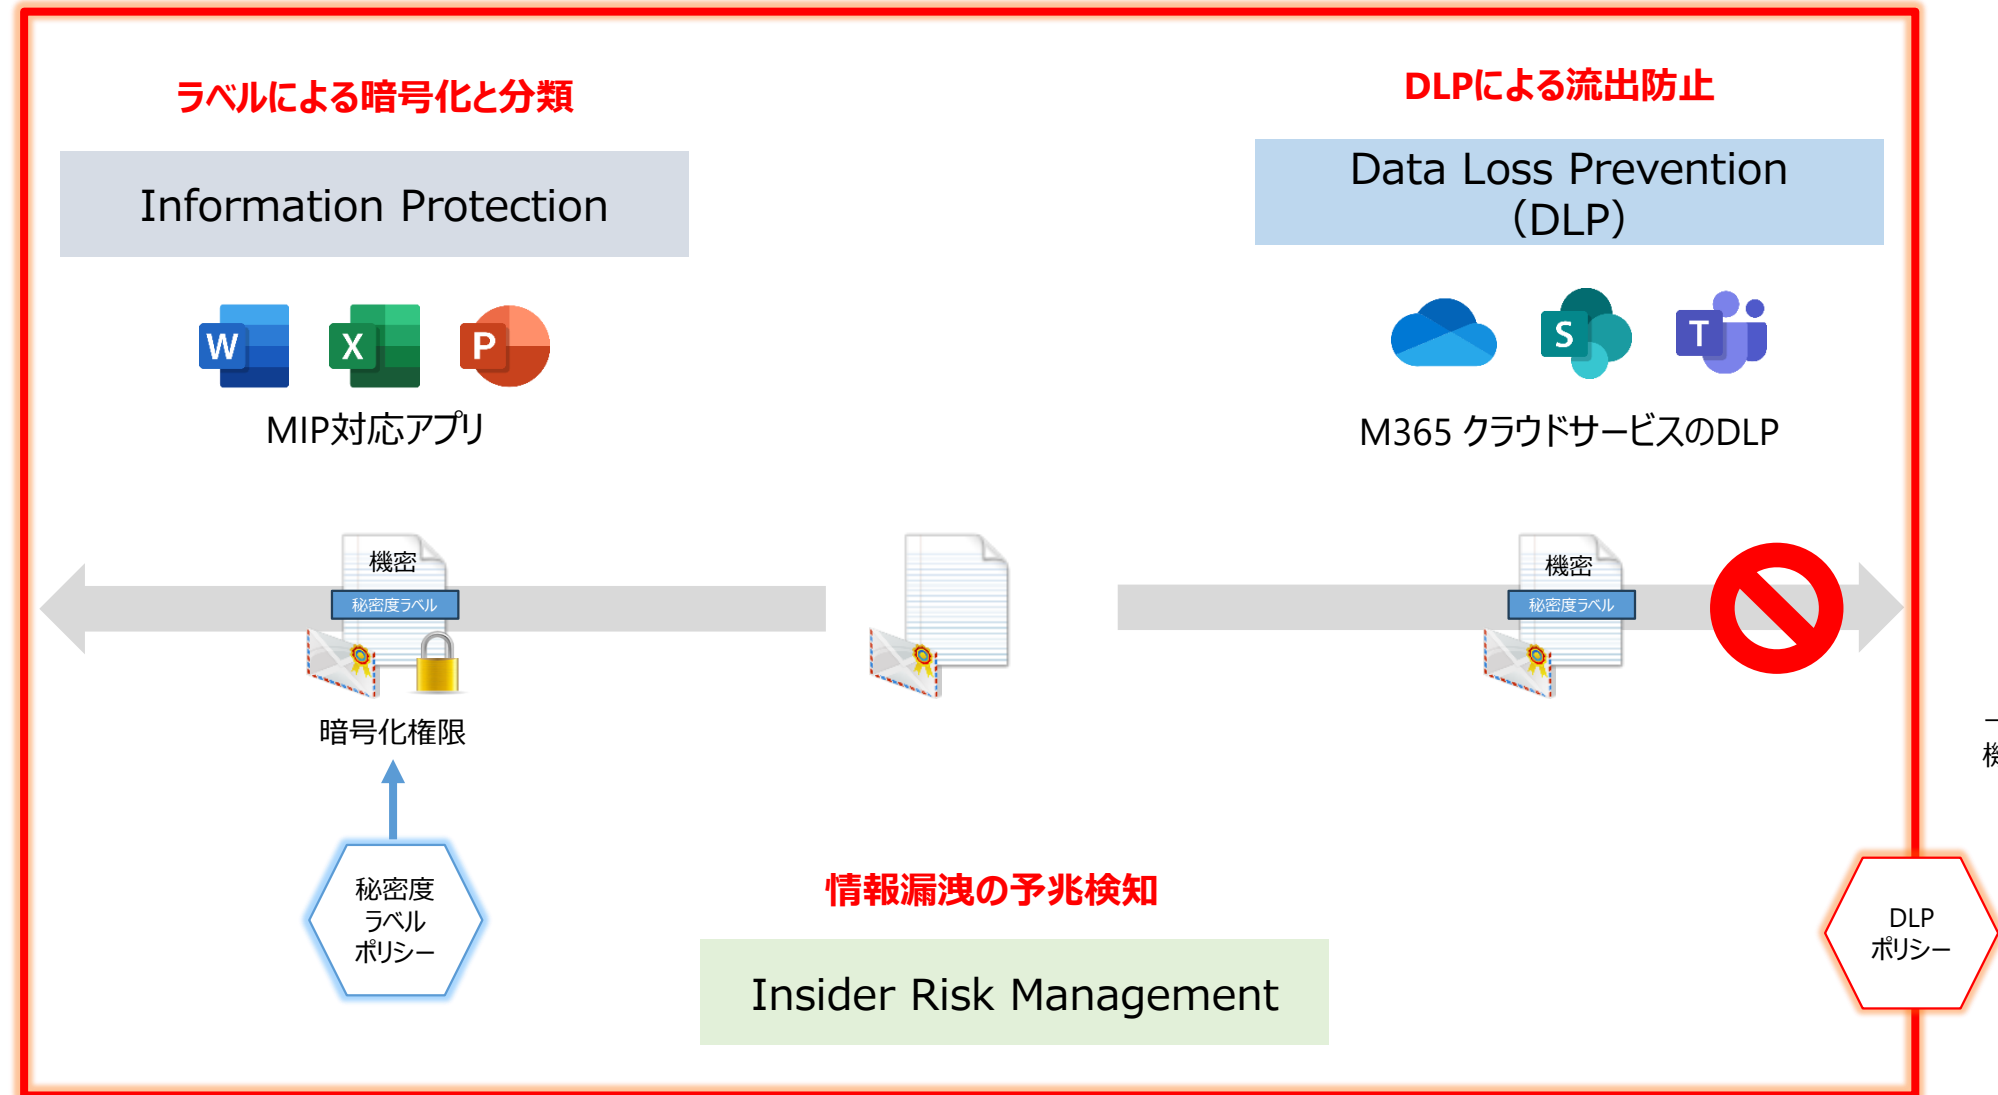 ラベルによる暗号化と分類
Information Protection
W X P
MIP対応アプリ
DLPによる流出防止
Data Loss Prevention
（DLP）
S T
M365 クラウドサービスのDLP
機密
秘密度ラベル
暗号化権限
秘密度
ラベル
ポリシー
機密
秘密度ラベル
情報漏洩の予兆検知
Insider Risk Management
DLP
ポリシー